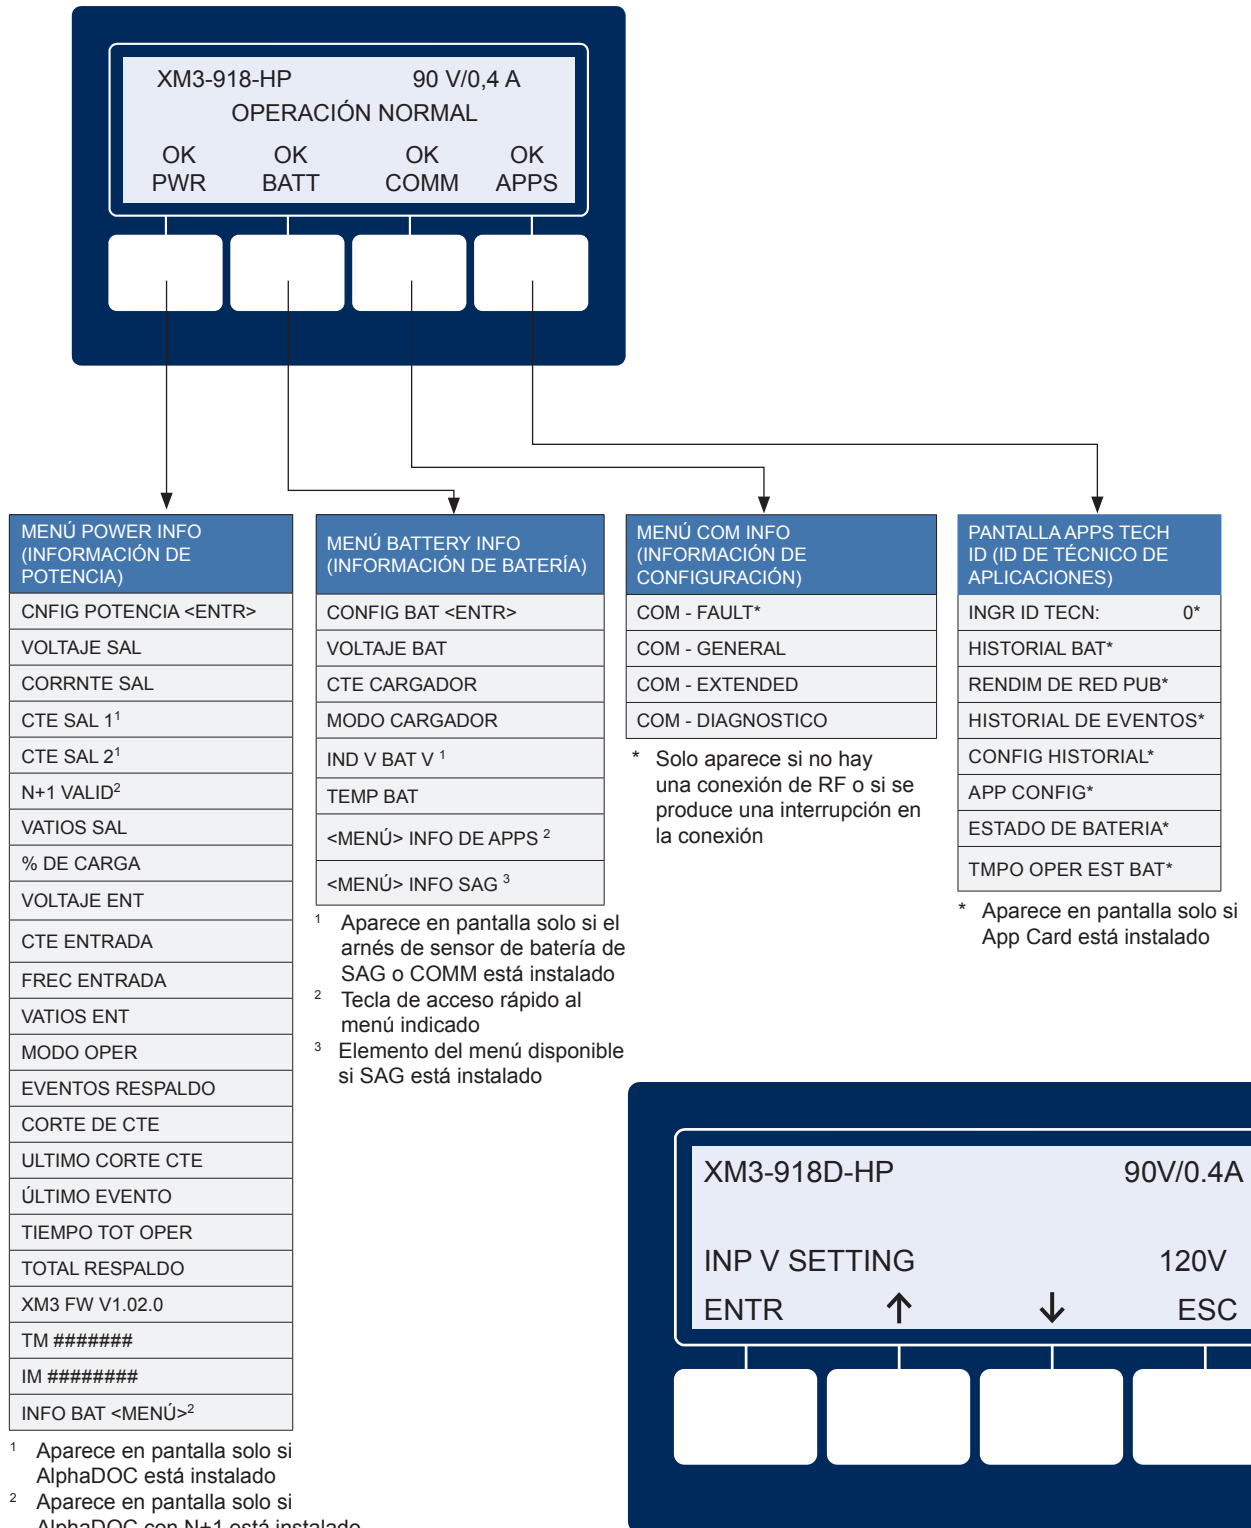 XM3-918-HP 90 V/0,4 A
OPERACIÓN NORMAL
OK OK OK OK
PWR BATT COMM APPS
MENÚ POWER INFO
(INFORMACIÓN DE
POTENCIA)
CNFIG POTENCIA <ENTR>
VOLTAJE SAL
CORRNTE SAL
CTE SAL 1¹
CTE SAL 2¹
N+1 VALID²
VATIOS SAL
% DE CARGA
VOLTAJE ENT
CTE ENTRADA
FREC ENTRADA
VATIOS ENT
MODO OPER
EVENTOS RESPALDO
CORTE DE CTE
ULTIMO CORTE CTE
ÚLTIMO EVENTO
TIEMPO TOT OPER
TOTAL RESPALDO
XM3 FW V1.02.0
TM #######
IM ########
INFO BAT <MENÚ>²
¹ Aparece en pantalla solo si
AlphaDOC está instalado
² Aparece en pantalla solo si
AlphaDOC con N+1 está instalado
MENÚ BATTERY INFO
(INFORMACIÓN DE BATERÍA)
CONFIG BAT <ENTR>
VOLTAJE BAT
CTE CARGADOR
MODO CARGADOR
IND V BAT V ¹
TEMP BAT
<MENÚ> INFO DE APPS ²
<MENÚ> INFO SAG ³
¹ Aparece en pantalla solo si el
arnés de sensor de batería de
SAG o COMM está instalado
² Tecla de acceso rápido al
menú indicado
³ Elemento del menú disponible
si SAG está instalado
MENÚ COM INFO
(INFORMACIÓN DE
CONFIGURACIÓN)
COM - FAULT*
COM - GENERAL
COM - EXTENDED
COM - DIAGNOSTICO
* Solo aparece si no hay
una conexión de RF o si se
produce una interrupción en
la conexión
PANTALLA APPS TECH
ID (ID DE TÉCNICO DE
APLICACIONES)
INGR ID TECN: 0*
HISTORIAL BAT*
RENDIM DE RED PUB*
HISTORIAL DE EVENTOS*
CONFIG HISTORIAL*
APP CONFIG*
ESTADO DE BATERIA*
TMPO OPER EST BAT*
* Aparece en pantalla solo si
App Card está instalado
XM3-918D-HP 90V/0.4A
INP V SETTING 120V
ENTR ↑ ↓ ESC